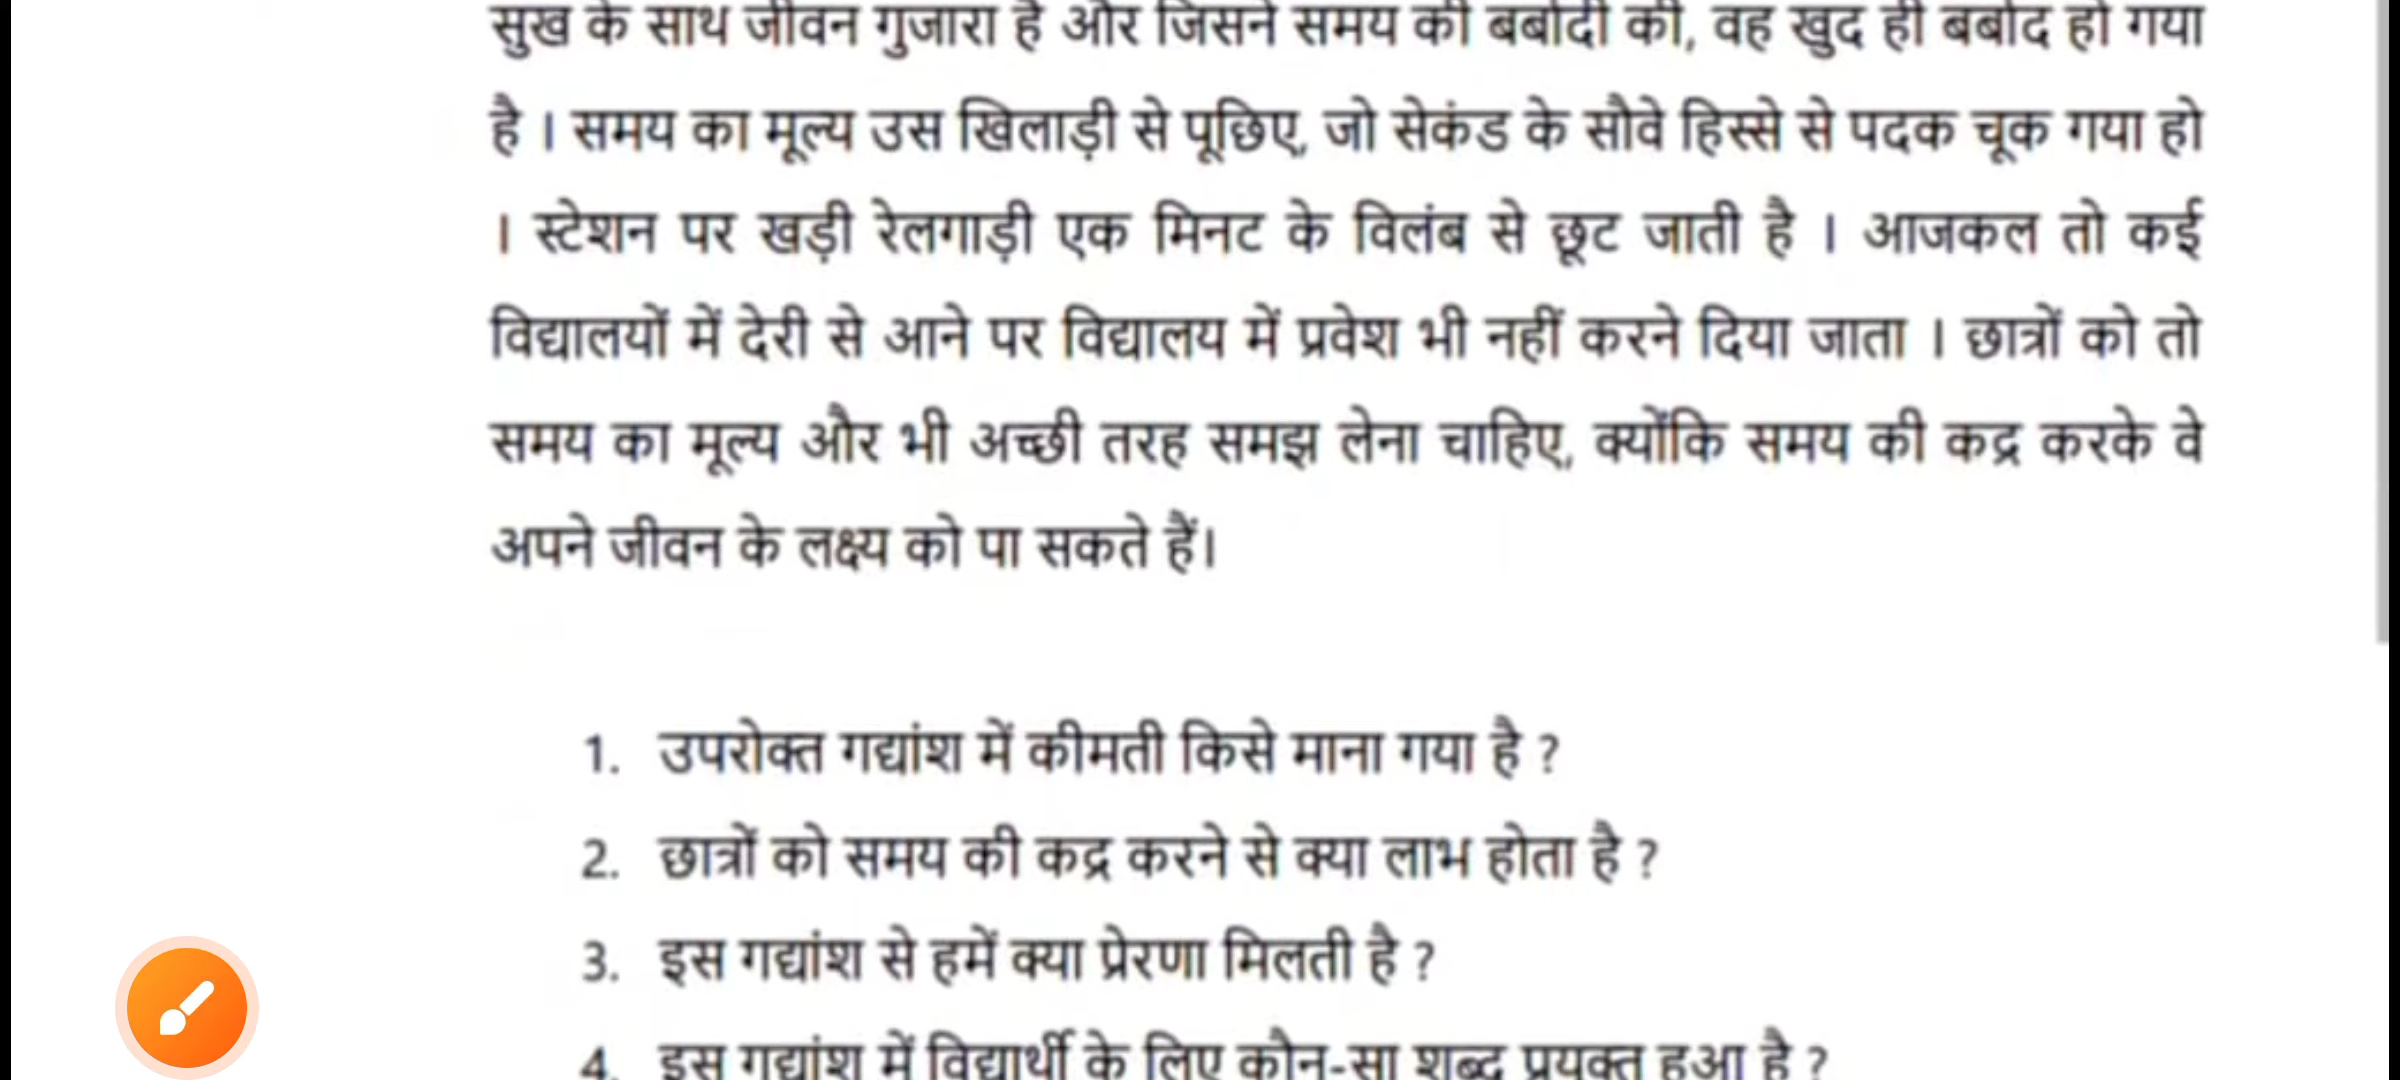 सुख के साथ जीवन गुजारा है और जिसने समय की बर्बादी की, वह खुद ही बर्बाद हो गया
है । समय का मूल्य उस खिलाड़ी से पूछिए, जो सेकंड के सौवे हिस्से से पदक चूक गया हो
। स्टेशन पर खड़ी रेलगाड़ी एक मिनट के विलंब से छूट जाती है । आजकल तो कई
विद्यालयों में देरी से आने पर विद्यालय में प्रवेश भी नहीं करने दिया जाता । छात्रों को तो
समय का मूल्य और भी अच्छी तरह समझ लेना चाहिए, क्योंकि समय की कद्र करके वे
अपने जीवन के लक्ष्य को पा सकते हैं।
1. उपरोक्त गद्यांश में कीमती किसे माना गया है ?
2. छात्रों को समय की कद्र करने से क्या लाभ होता है ?
3. इस गद्यांश से हमें क्या प्रेरणा मिलती है ?
4. इस गद्यांश में विद्यार्थी के लिए कौन-सा शब्द प्रयुक्त हुआ है ?